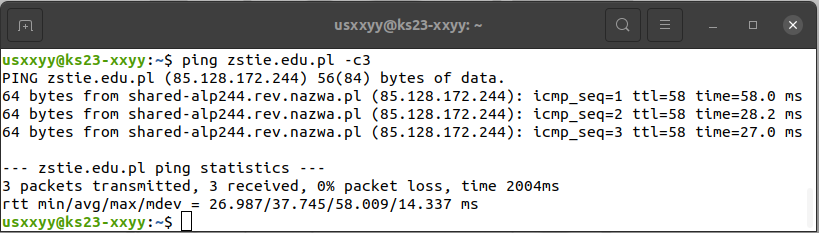 usxxyy@ks23-xxyy: ~
usxxyy@ks23-xxyy:~$ ping zstie.edu.pl -c3
PING zstie.edu.pl (85.128.172.244) 56(84) bytes of data.
64 bytes from shared-alp244.rev.nazwa.pl (85.128.172.244): icmp_seq=1 ttl=58 time=58.0 ms
64 bytes from shared-alp244.rev.nazwa.pl (85.128.172.244): icmp_seq=2 ttl=58 time=28.2 ms
64 bytes from shared-alp244.rev.nazwa.pl (85.128.172.244): icmp_seq=3 ttl=58 time=27.0 ms
--- zstie.edu.pl ping statistics ---
3 packets transmitted, 3 received, 0% packet loss, time 2004ms
rtt min/avg/max/mdev = 26.987/37.745/58.009/14.337 ms
usxxyy@ks23-xxyy:~$